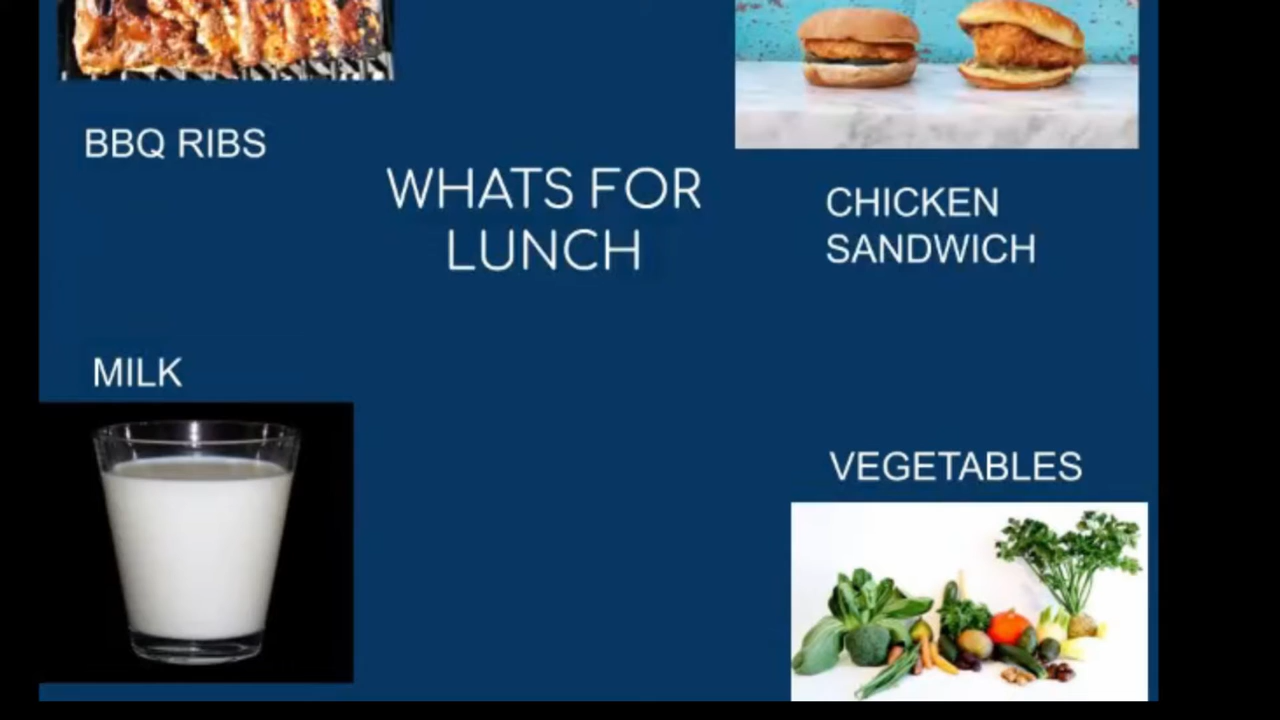 BBQ RIBS
WHATS FOR
LUNCH
CHICKEN
SANDWICH
MILK
VEGETABLES